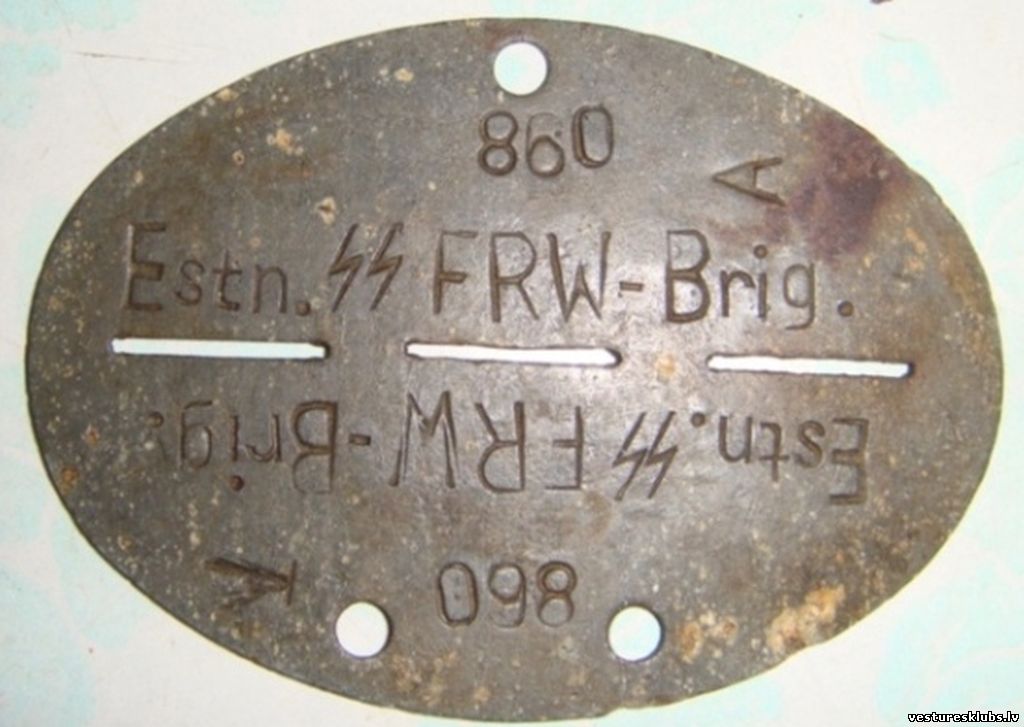 860
A
Estn. ᛋᛋ FRW-Brig.
Estn. ᛋᛋ FRW-Brig.
860
A
vesturesklubs.lv